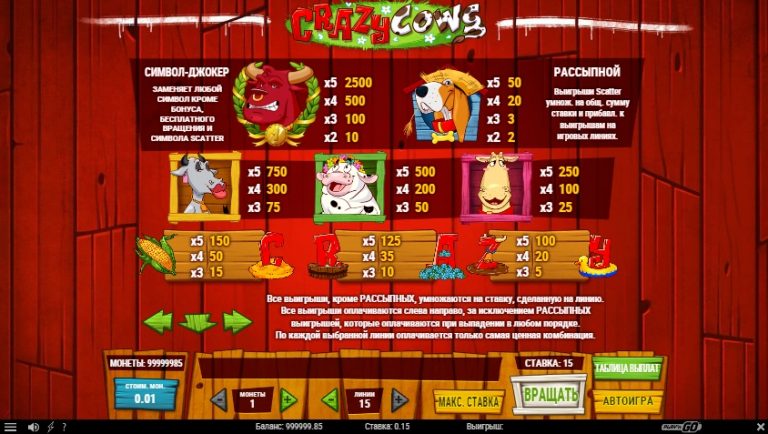 CRAZY COWS
СИМВОЛ-ДЖОКЕР
ЗАМЕНЯЕТ ЛЮБОЙ
СИМВОЛ КРОМЕ
БОНУСА,
БЕСПЛАТНОГО
ВРАЩЕНИЯ И
СИМВОЛА SCATTER
x5 2500
x4 500
x3 100
x2 10
x5 50
x4 20
x3 3
x2 2
РАССЫПНОЙ
Выигрыши Scatter
умнож. на общ. сумму
ставки и прибавл. к
выигрышам на
игровых линиях.
x5 750
x4 300
x3 75
x5 500
x4 200
x3 50
x5 250
x4 100
x3 25
x5 150
x4 50
x3 15
C
R
x5 125
x4 35
x3 10
A
Z
x5 100
x4 20
x3 5
Y
Все выигрыши, кроме РАССЫПНЫХ, умножаются на ставку, сделанную на линию.
Все выигрыши оплачиваются слева направо, за исключением РАССЫПНЫХ
выигрышей, которые оплачиваются при выпадении в любом порядке.
По каждой выбранной линии оплачивается только самая ценная комбинация.
МОНЕТЫ: 99999985
СТАВКА: 15
ТАБЛИЦА ВЫПЛАТ
СТОИМ. МОН.
0.01
МОНЕТЫ
1
ЛИНИИ
15
МАКС. СТАВКА
ВРАЩАТЬ
АВТОИГРА
? Баланс: 999999.85 Ставка: 0.15 Выигрыш: PLAY'N GO